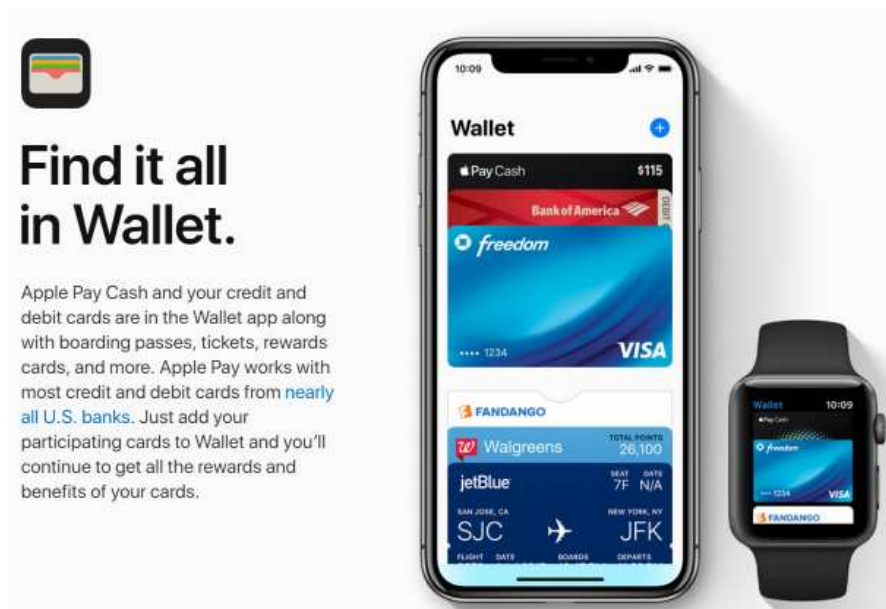 Find it all
in Wallet.
Apple Pay Cash and your credit and
debit cards are in the Wallet app along
with boarding passes, tickets, rewards
cards, and more. Apple Pay works with
most credit and debit cards from nearly
all U.S. banks. Just add your
participating cards to Wallet and you’ll
continue to get all the rewards and
benefits of your cards.
10:09
Wallet
Pay Cash $115
Bank of America
DEBIT
freedom
•••• 1234 VISA
FANDANGO
Walgreens TOTAL POINTS
26,100
jetBlue SEAT DATE
7F N/A
SAN JOSE, CA NEW YORK, NY
SJC JFK
FLIGHT DATE BOARDS DEPARTS
Wallet 10:09
Pay Cash
freedom
•••• 1234 VISA
FANDANGO